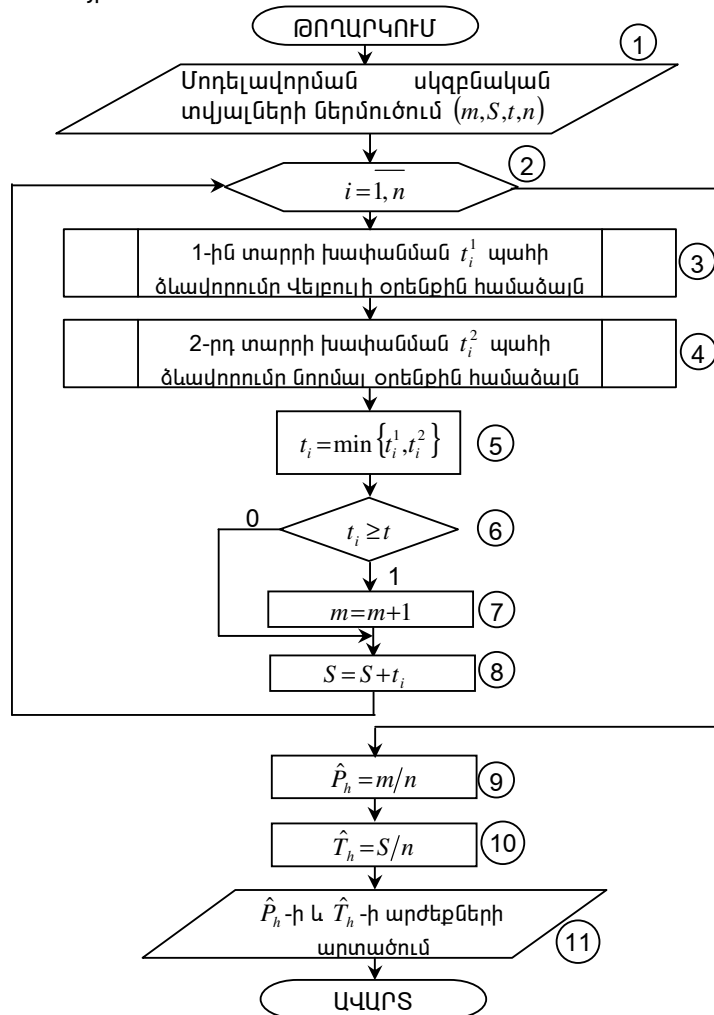 ԹՈՂԱՐԿՈՒՄ
1
Մոդելավորման սկզբնական
տվյալների ներմուծում (m,S,t,n)
2
i = 1, n
1-ին տարրի խափանման t_i^1 պահի
ձևավորումր Վեյբուլի օրենքին համաձայն
3
2-րդ տարրի խափանման t_i^2 պահի
ձևավորումր նորմալ օրենքին համաձայն
4
t_i = min {t_i^1, t_i^2}
5
0
t_i ≥ t
6
1
m = m+1
7
S = S + t_i
8
P̂_h = m/n
9
T̂_h = S/n
10
P̂_h -ի և T̂_h -ի արժեքների
արտածում
11
ԱՎԱՐՏ